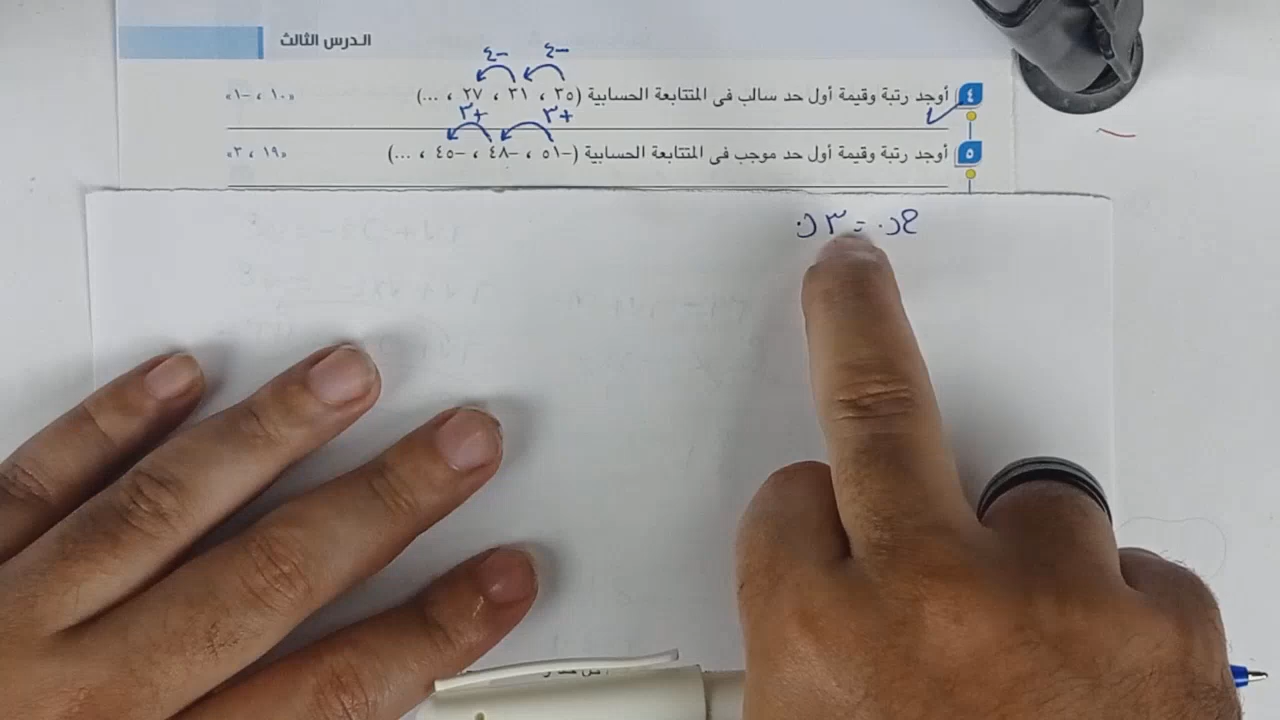 الدرس الثالث
-٤ -٤
٤ أوجد رتبة وقيمة أول حد سالب فى المتتابعة الحسابية (٣٥ ، ٣١ ، ٢٧ ، ...) «١٠ ، -١»
+٣ +٣
٥ أوجد رتبة وقيمة أول حد موجب فى المتتابعة الحسابية (-٥١ ، -٤٨ ، -٤٥ ، ...) «١٩ ، ٣»
ح ن = ٣ ن